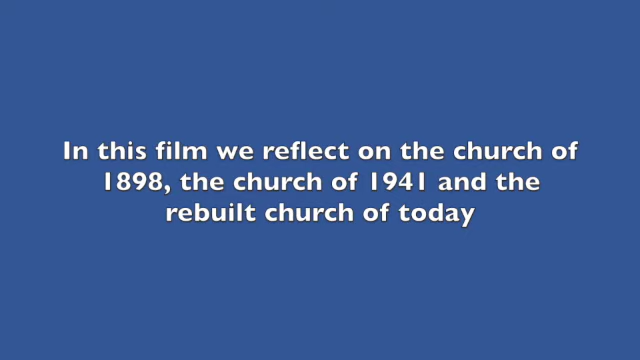 In this film we reflect on the church of
1898, the church of 1941 and the
rebuilt church of today